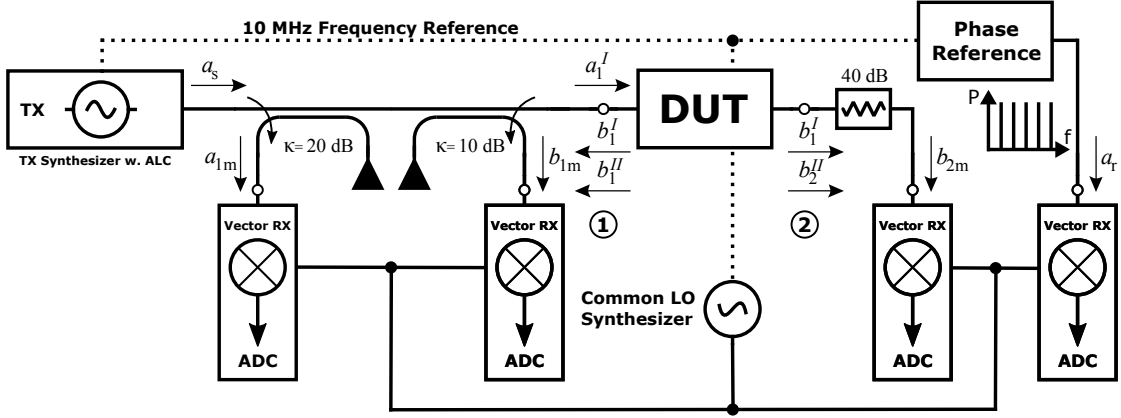 10 MHz Frequency Reference
Phase
Reference
TX
TX Synthesizer w. ALC
a_s
a_1^I
DUT
40 dB
P
f
κ= 20 dB
κ= 10 dB
a_1m
b_1m
b_1^I
b_1^II
b_1^I
b_2^II
b_2m
a_r
1
2
Vector RX
ADC
Vector RX
ADC
Common LO
Synthesizer
Vector RX
ADC
Vector RX
ADC